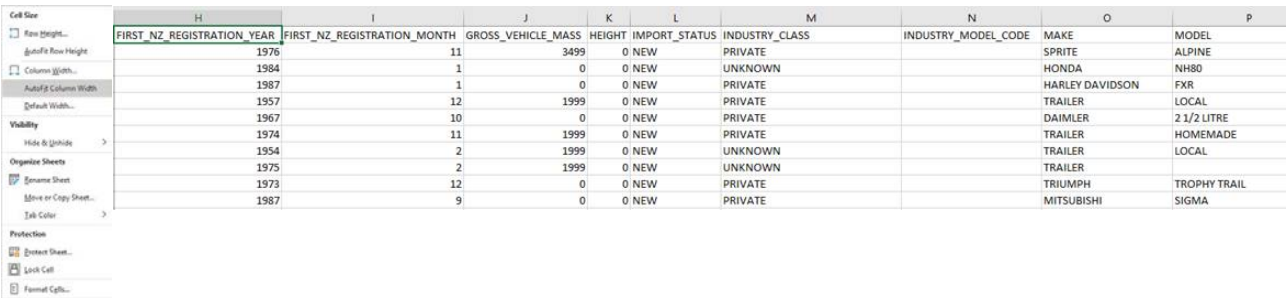 Cell Size
Row Height...
AutoFit Row Height
Column Width...
AutoFit Column Width
Default Width...
Visibility
Hide & Unhide >
Organize Sheets
Rename Sheet
Move or Copy Sheet...
Tab Color >
Protection
Protect Sheet...
Lock Cell
Format Cells...
H I J K L M N O P
FIRST_NZ_REGISTRATION_YEAR FIRST_NZ_REGISTRATION_MONTH GROSS_VEHICLE_MASS HEIGHT IMPORT_STATUS INDUSTRY_CLASS INDUSTRY_MODEL_CODE MAKE MODEL
1976 11 3499 0 NEW PRIVATE SPRITE ALPINE
1984 1 0 0 NEW UNKNOWN HONDA NH80
1987 1 0 0 NEW PRIVATE HARLEY DAVIDSON FXR
1957 12 1999 0 NEW PRIVATE TRAILER LOCAL
1967 10 0 0 NEW PRIVATE DAIMLER 2 1/2 LITRE
1974 11 1999 0 NEW PRIVATE TRAILER HOMEMADE
1954 2 1999 0 NEW UNKNOWN TRAILER LOCAL
1975 2 1999 0 NEW UNKNOWN TRAILER
1973 12 0 0 NEW PRIVATE TRIUMPH TROPHY TRAIL
1987 9 0 0 NEW PRIVATE MITSUBISHI SIGMA